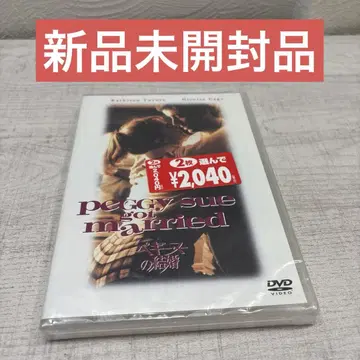 新品未開封品
Kathleen Turner Nicolas Cage
2枚 選んで
¥2,040
peggy sue
got
married
ペギー・スー
の結婚
DVD
VIDEO